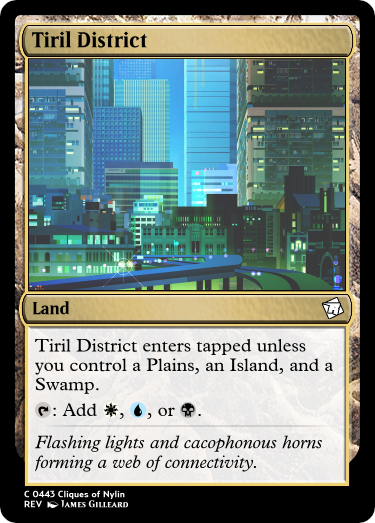 Tiril District
Land
Tiril District enters tapped unless
you control a Plains, an Island, and a
Swamp.
: Add , , or .
Flashing lights and cacophonous horns
forming a web of connectivity.
C 0443 Cliques of Nylin
REV James Gilleard